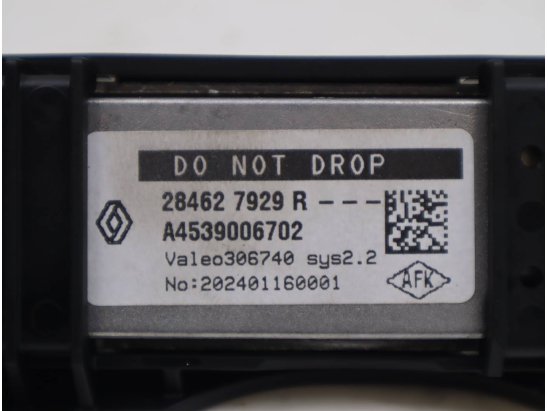 DO NOT DROP
28462 7929 R - - -
A4539006702
Valeo306740 sys2.2
No:202401160001
AFK